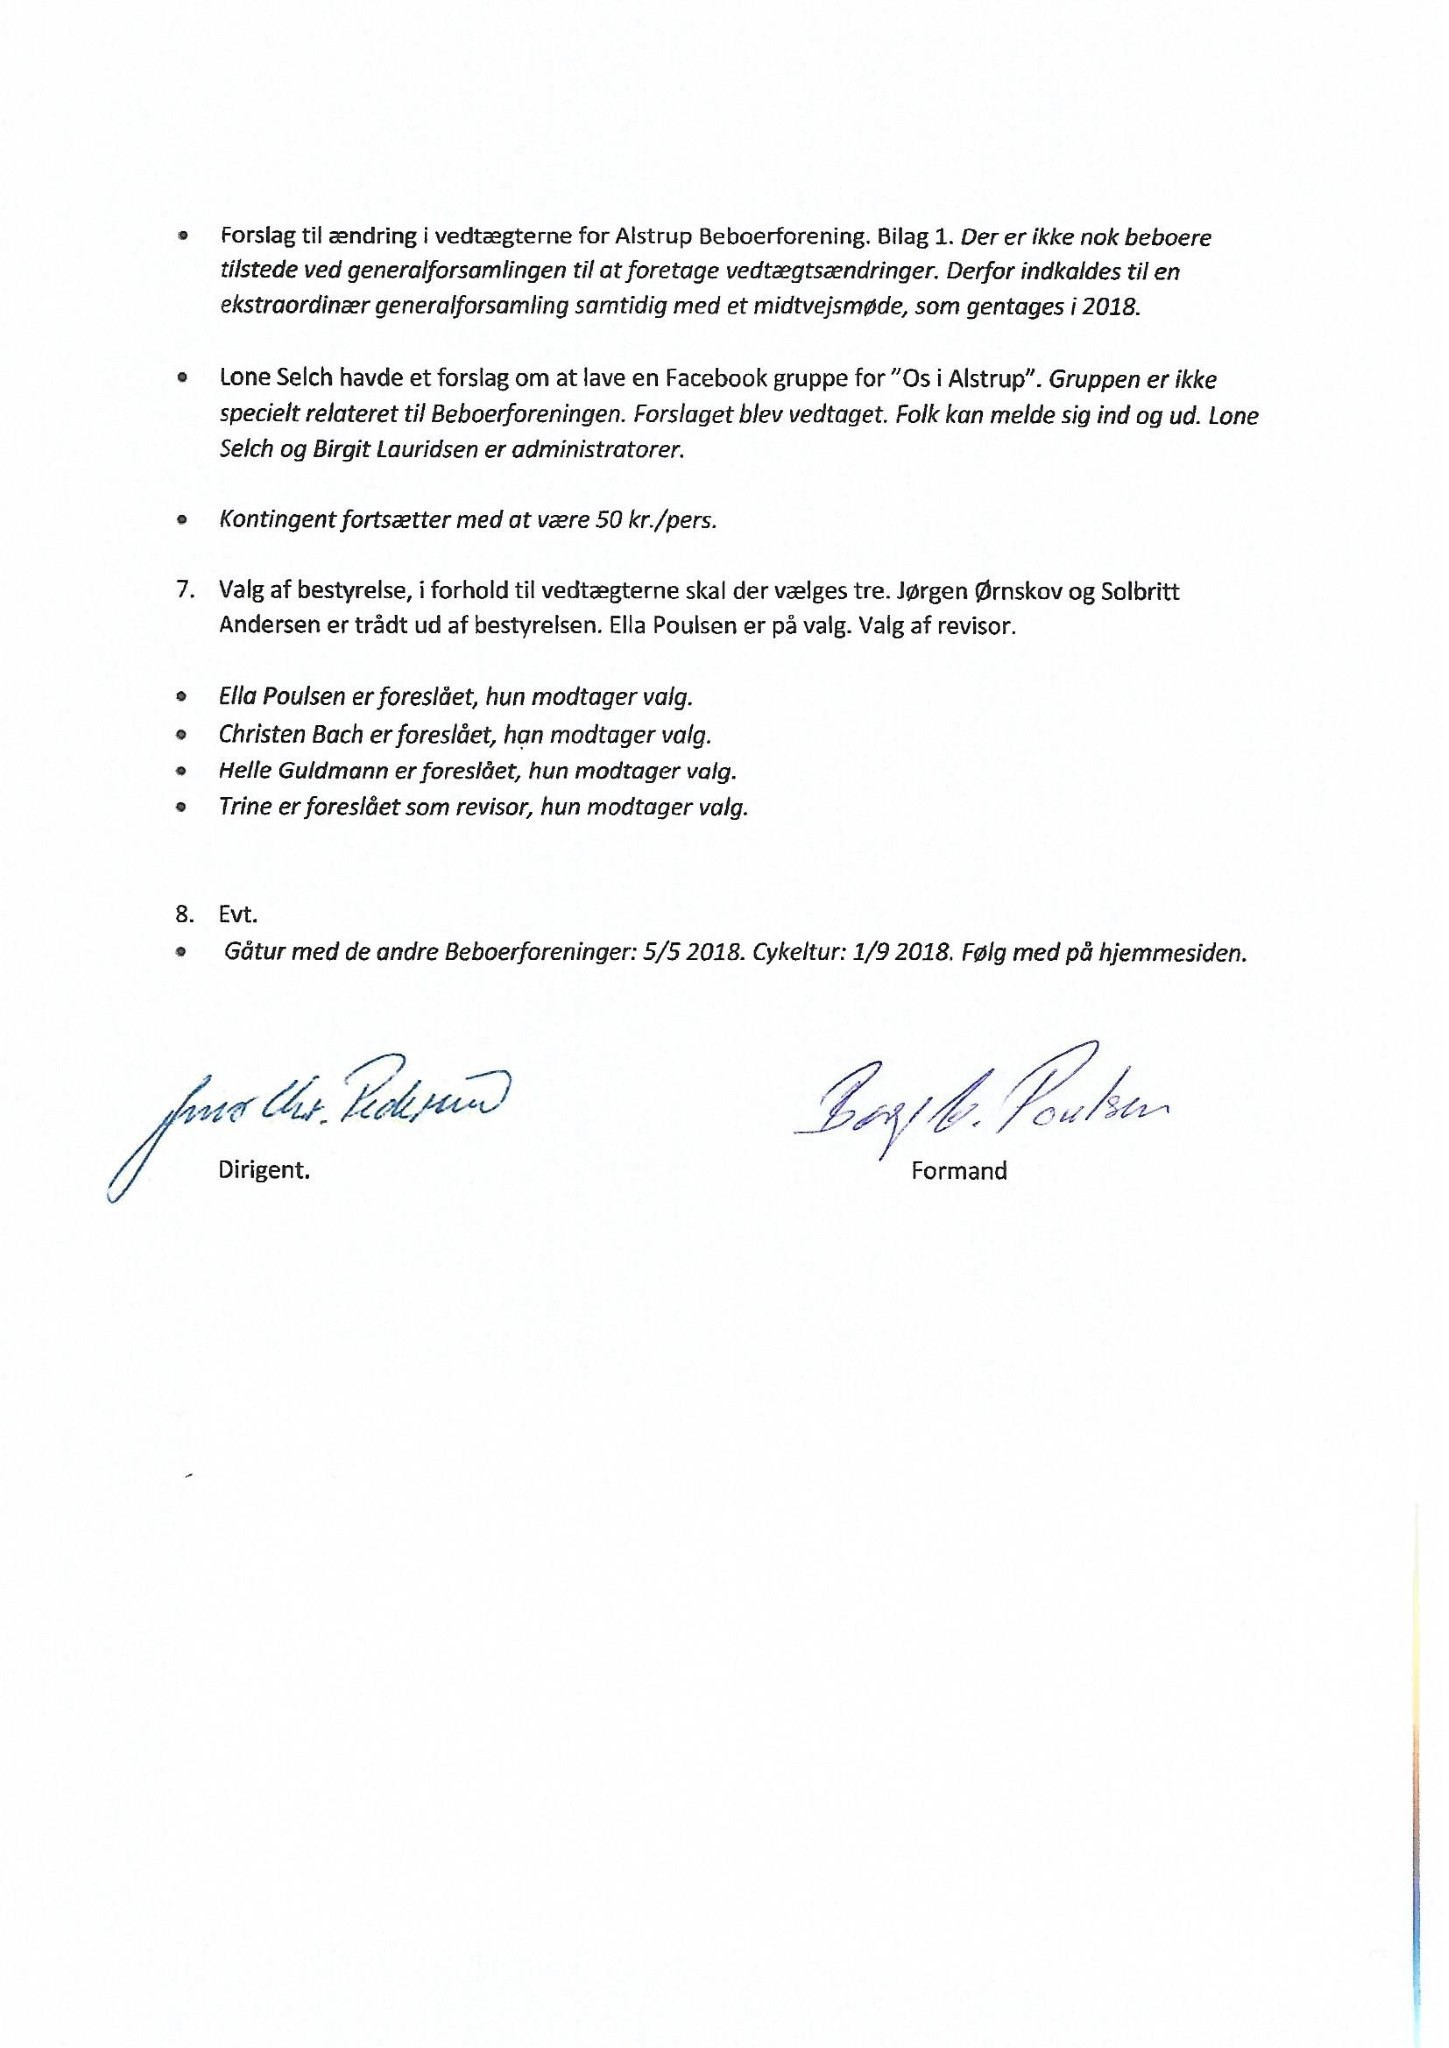 • Forslag til ændring i vedtægterne for Alstrup Beboerforening. Bilag 1. Der er ikke nok beboere
tilstede ved generalforsamlingen til at foretage vedtægtsændringer. Derfor indkaldes til en
ekstraordinær generalforsamling samtidig med et midtvejsmøde, som gentages i 2018.
• Lone Selch havde et forslag om at lave en Facebook gruppe for ”Os i Alstrup”. Gruppen er ikke
specielt relateret til Beboerforeningen. Forslaget blev vedtaget. Folk kan melde sig ind og ud. Lone
Selch og Birgit Lauridsen er administratorer.
• Kontingent fortsætter med at være 50 kr./pers.
7. Valg af bestyrelse, i forhold til vedtægterne skal der vælges tre. Jørgen Ørnskov og Solbritt
Andersen er trådt ud af bestyrelsen. Ella Poulsen er på valg. Valg af revisor.
• Ella Poulsen er foreslået, hun modtager valg.
• Christen Bach er foreslået, han modtager valg.
• Helle Guldmann er foreslået, hun modtager valg.
• Trine er foreslået som revisor, hun modtager valg.
8. Evt.
• Gåtur med de andre Beboerforeninger: 5/5 2018. Cykeltur: 1/9 2018. Følg med på hjemmesiden.
Chr. Pedersen
Poulsen
Dirigent.
Formand